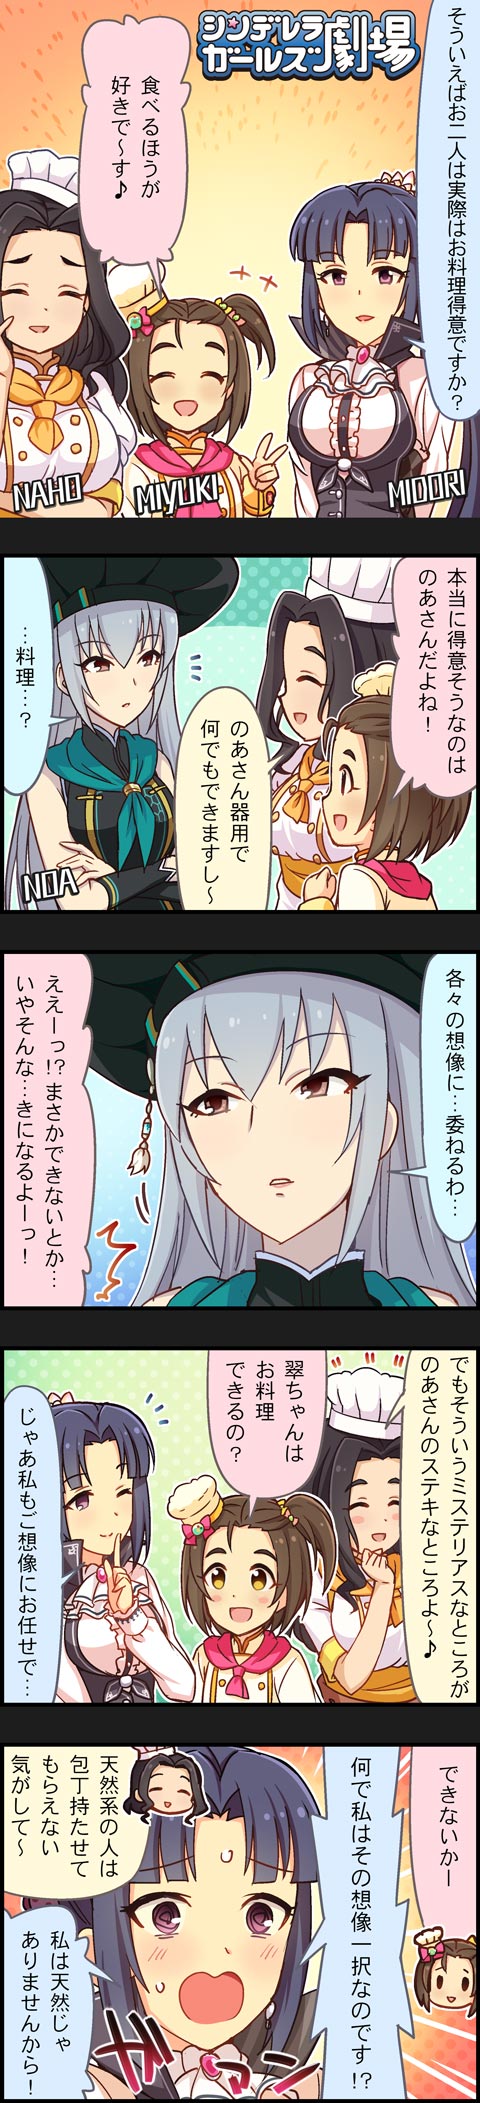 シンデレラ
ガールズ劇場
そういえばお二人は実際はお料理得意ですか？
食べるほうが
好きで～す♪
NAHO
MIYUKI
MIDORI
本当に得意そうなのは
のあさんだよね！
のあさん器用で
何でもできますし～
…料理…？
NOA
各々の想像に…委ねるわ…
ええーっ!?まさかできないとか…
いやそんな…きになるよーっ！
でもそういうミステリアスなところが
のあさんのステキなところよ～♪
翠ちゃんは
お料理
できるの？
じゃあ私もご想像にお任せで…
できないかー
何で私はその想像一択なのです!?
天然系の人は
包丁持たせて
もらえない
気がして～
私は天然じゃ
ありませんから！
ガァン